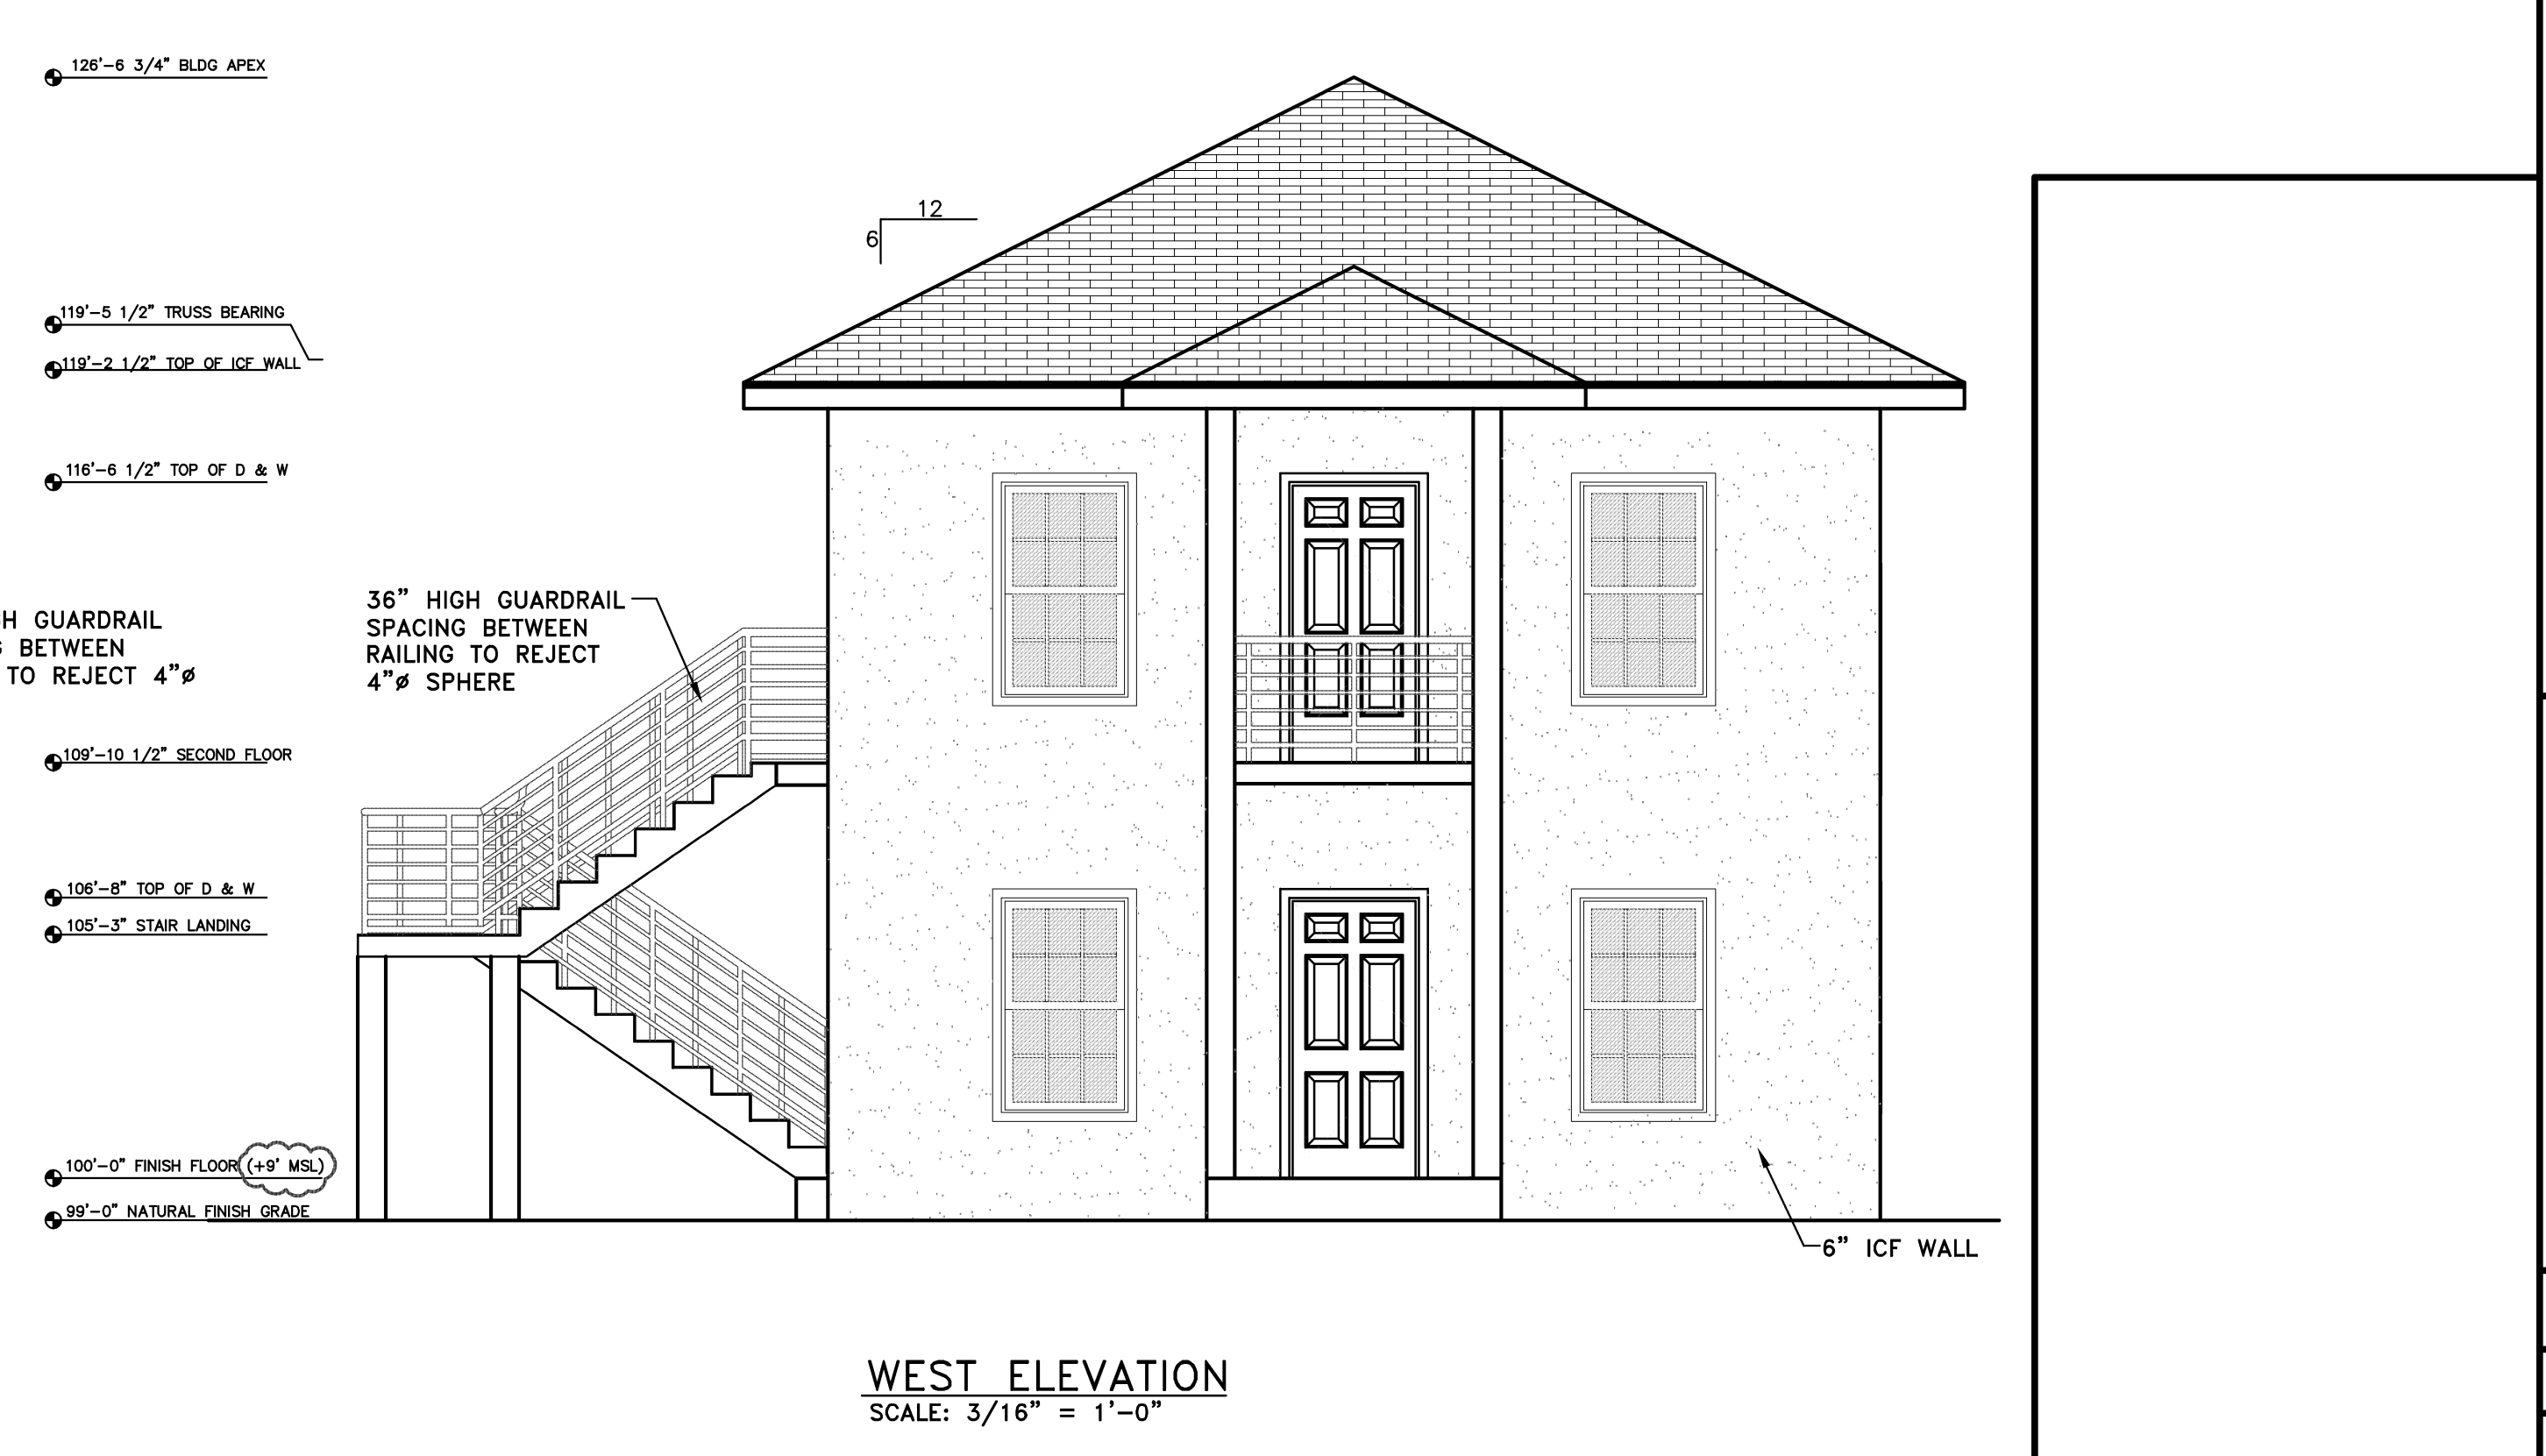 126'-6 3/4" BLDG APEX
12
6
119'-5 1/2" TRUSS BEARING
119'-2 1/2" TOP OF ICF WALL
116'-6 1/2" TOP OF D & W
GUARDRAIL
BETWEEN
TO REJECT 4"ø
36" HIGH GUARDRAIL
SPACING BETWEEN
RAILING TO REJECT
4"ø SPHERE
109'-10 1/2" SECOND FLOOR
106'-8" TOP OF D & W
105'-3" STAIR LANDING
100'-0" FINISH FLOOR (+9' MSL)
99'-0" NATURAL FINISH GRADE
6" ICF WALL
WEST ELEVATION
SCALE: 3/16" = 1'-0"